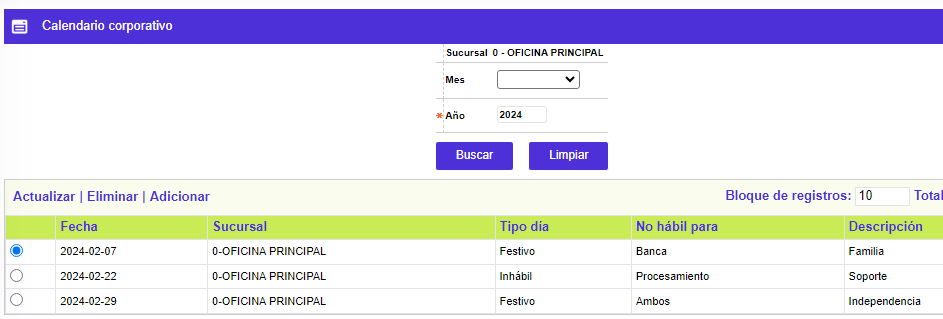 Calendario corporativo
Sucursal 0 - OFICINA PRINCIPAL
Mes
* Año 2024
Buscar Limpiar
Actualizar | Eliminar | Adicionar Bloque de registros: 10 Total
Fecha Sucursal Tipo día No hábil para Descripción
2024-02-07 0-OFICINA PRINCIPAL Festivo Banca Familia
2024-02-22 0-OFICINA PRINCIPAL Inhábil Procesamiento Soporte
2024-02-29 0-OFICINA PRINCIPAL Festivo Ambos Independencia